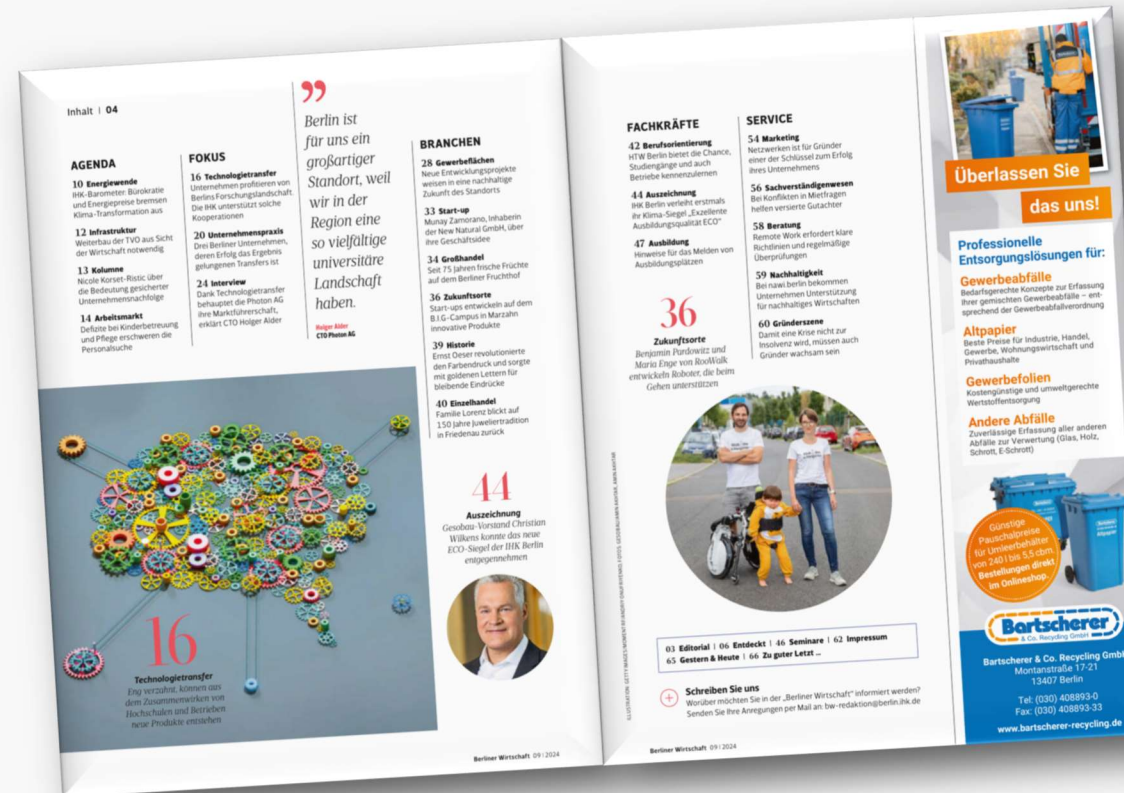 Inhalt | 04
AGENDA
10 Energiewende
IHK-Barometer: Bürokratie
und Energiepreise bremsen
Klima-Transformation aus
12 Infrastruktur
Weiterbau der TVO aus Sicht
der Wirtschaft notwendig
13 Kolumne
Nicole Korset-Ristic über
die Bedeutung gesicherter
Unternehmensnachfolge
14 Arbeitsmarkt
Defizite bei Kinderbetreuung
und Pflege erschweren die
Personalsuche
FOKUS
16 Technologietransfer
Unternehmen profitieren von
Berlins Forschungslandschaft.
Die IHK unterstützt solche
Kooperationen
20 Unternehmenspraxis
Drei Berliner Unternehmen,
deren Erfolg das Ergebnis
gelungenen Transfers ist
24 Interview
Dank Technologietransfer
behauptet die Photon AG
ihre Marktführerschaft,
erklärt CTO Holger Alder
”
Berlin ist
für uns ein
großartiger
Standort, weil
wir in der
Region eine
so vielfältige
universitäre
Landschaft
haben.
Holger Alder
CTO Photon AG
BRANCHEN
28 Gewerbeflächen
Neue Entwicklungsprojekte
weisen in eine nachhaltige
Zukunft des Standorts
33 Start-up
Munay Zamorano, Inhaberin
der New Natural GmbH, über
ihre Geschäftsidee
34 Großhandel
Seit 75 Jahren frische Früchte
auf dem Berliner Fruchthof
36 Zukunftsorte
Start-ups entwickeln auf dem
B.I.G.-Campus in Marzahn
innovative Produkte
39 Historie
Ernst Oeser revolutionierte
den Farbendruck und sorgte
mit goldenen Lettern für
bleibende Eindrücke
40 Einzelhandel
Familie Lorenz blickt auf
150 Jahre Juweliertradition
in Friedenau zurück
16
Technologietransfer
Eng verzahnt, können aus
dem Zusammenwirken von
Hochschulen und Betrieben
neue Produkte entstehen
44
Auszeichnung
Gesobau-Vorstand Christian
Wilkens konnte das neue
ECO-Siegel der IHK Berlin
entgegennehmen
Berliner Wirtschaft 09 | 2024
FACHKRÄFTE
42 Berufsorientierung
HTW Berlin bietet die Chance,
Studiengänge und auch
Betriebe kennenzulernen
44 Auszeichnung
IHK Berlin verleiht erstmals
ihr Klima-Siegel „Exzellente
Ausbildungsqualität ECO“
47 Ausbildung
Hinweise für das Melden von
Ausbildungsplätzen
36
Zukunftsorte
Benjamin Pardowitz und
Maria Enge von RooWalk
entwickeln Roboter, die beim
Gehen unterstützen
SERVICE
54 Marketing
Netzwerken ist für Gründer
einer der Schlüssel zum Erfolg
ihres Unternehmens
56 Sachverständigenwesen
Bei Konflikten in Mietfragen
helfen versierte Gutachter
58 Beratung
Remote Work erfordert klare
Richtlinien und regelmäßige
Überprüfungen
59 Nachhaltigkeit
Bei nawi.berlin bekommen
Unternehmen Unterstützung
für nachhaltiges Wirtschaften
60 Gründerszene
Damit eine Krise nicht zur
Insolvenz wird, müssen auch
Gründer wachsam sein
03 Editorial | 06 Entdeckt | 46 Seminare | 62 Impressum
65 Gestern & Heute | 66 Zu guter Letzt ...
Schreiben Sie uns
Worüber möchten Sie in der „Berliner Wirtschaft“ informiert werden?
Senden Sie Ihre Anregungen per Mail an: bw-redaktion@berlin.ihk.de
Berliner Wirtschaft 09 | 2024
Überlassen Sie
das uns!
Professionelle
Entsorgungslösungen für:
Gewerbeabfälle
Bedarfsgerechte Konzepte zur Erfassung
Ihrer gemischten Gewerbeabfälle – ent-
sprechend der Gewerbeabfallverordnung
Altpapier
Beste Preise für Industrie, Handel,
Gewerbe, Wohnungswirtschaft und
Privathaushalte
Gewerbefolien
Kostengünstige und umweltgerechte
Wertstoffentsorgung
Andere Abfälle
Zuverlässige Erfassung aller anderen
Abfälle zur Verwertung (Glas, Holz,
Schrott, E-Schrott)
Günstige
Pauschalpreise
für Umleerbehälter
von 240 l bis 5,5 cbm.
Bestellungen direkt
im Onlineshop.
Bartscherer
& Co. Recycling GmbH
Bartscherer & Co. Recycling GmbH
Montanstraße 17-21
13407 Berlin
Tel: (030) 408893-0
Fax: (030) 408893-33
www.bartscherer-recycling.de